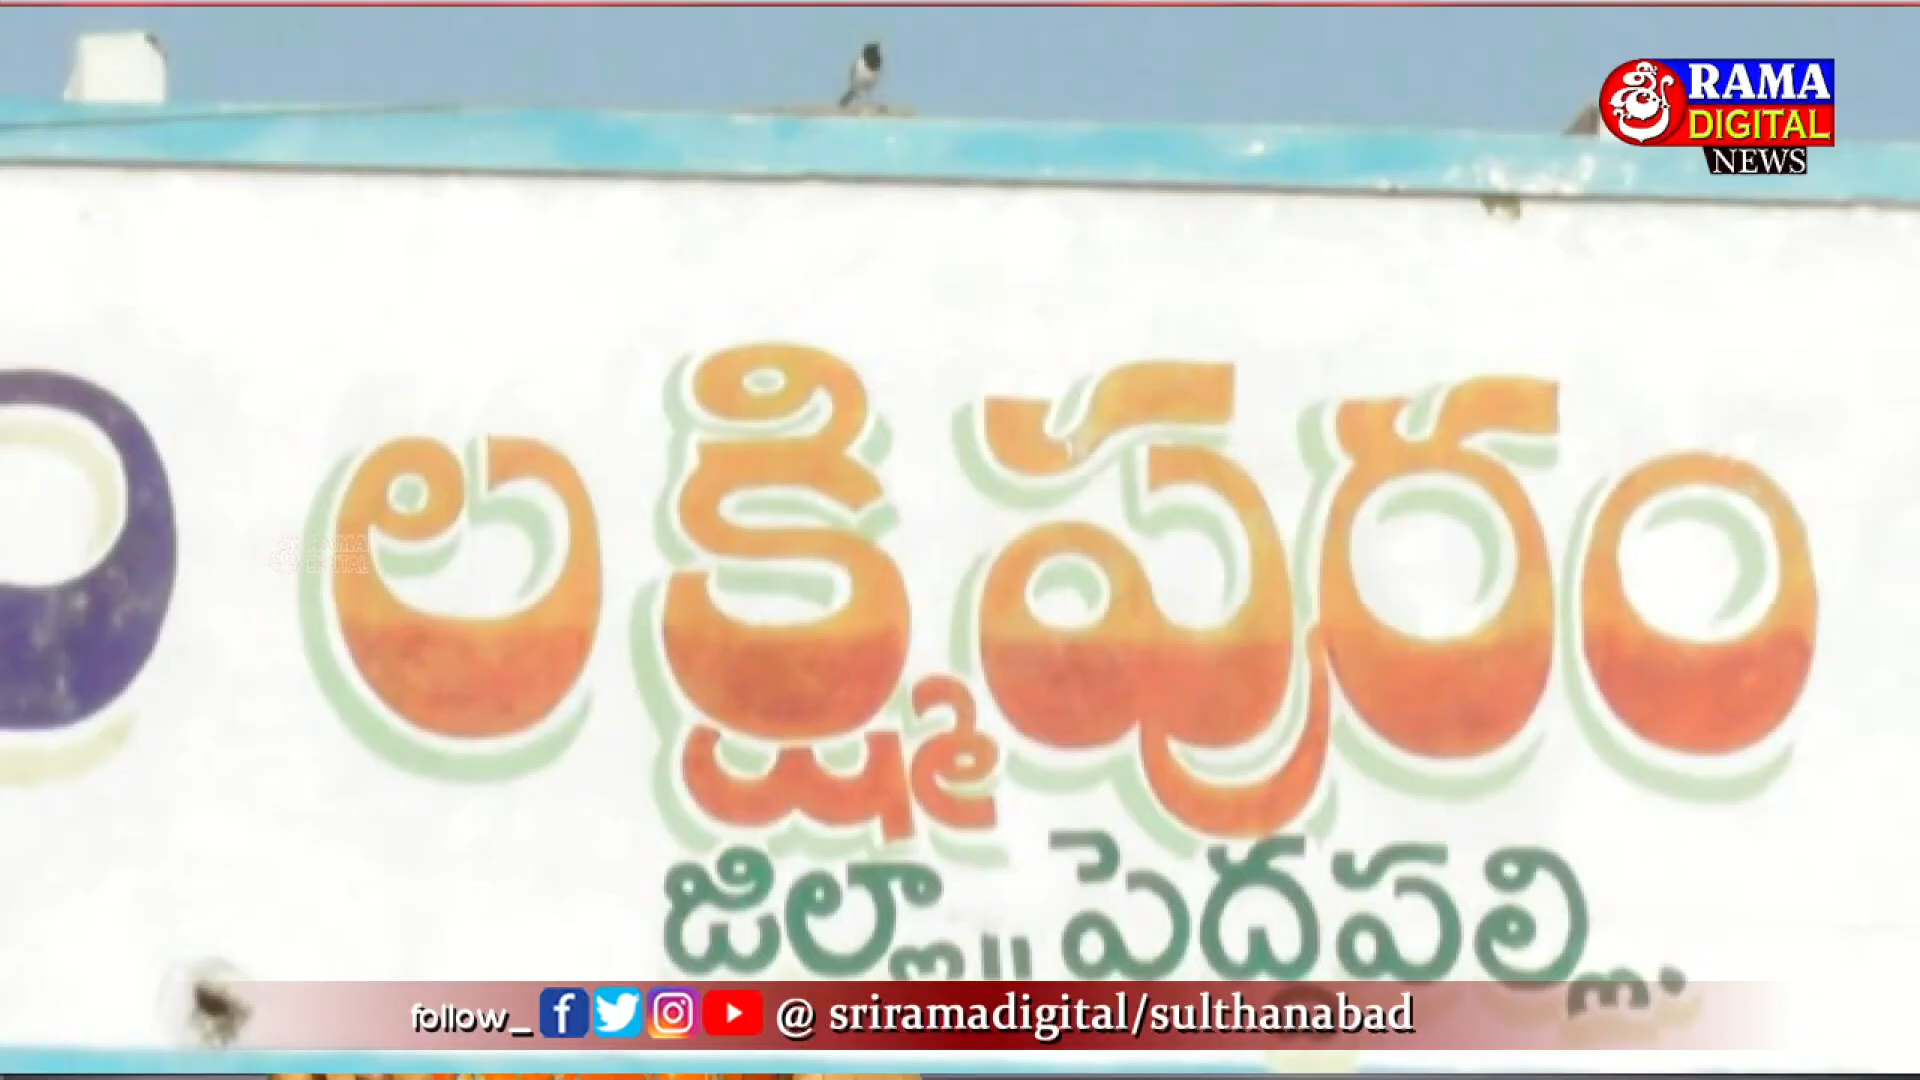 శ్రీ RAMA
DIGITAL
NEWS
లక్ష్మిపురం
జిల్లా॥ పెద్దపల్లి.
follow_ @ sriramadigital/sulthanabad